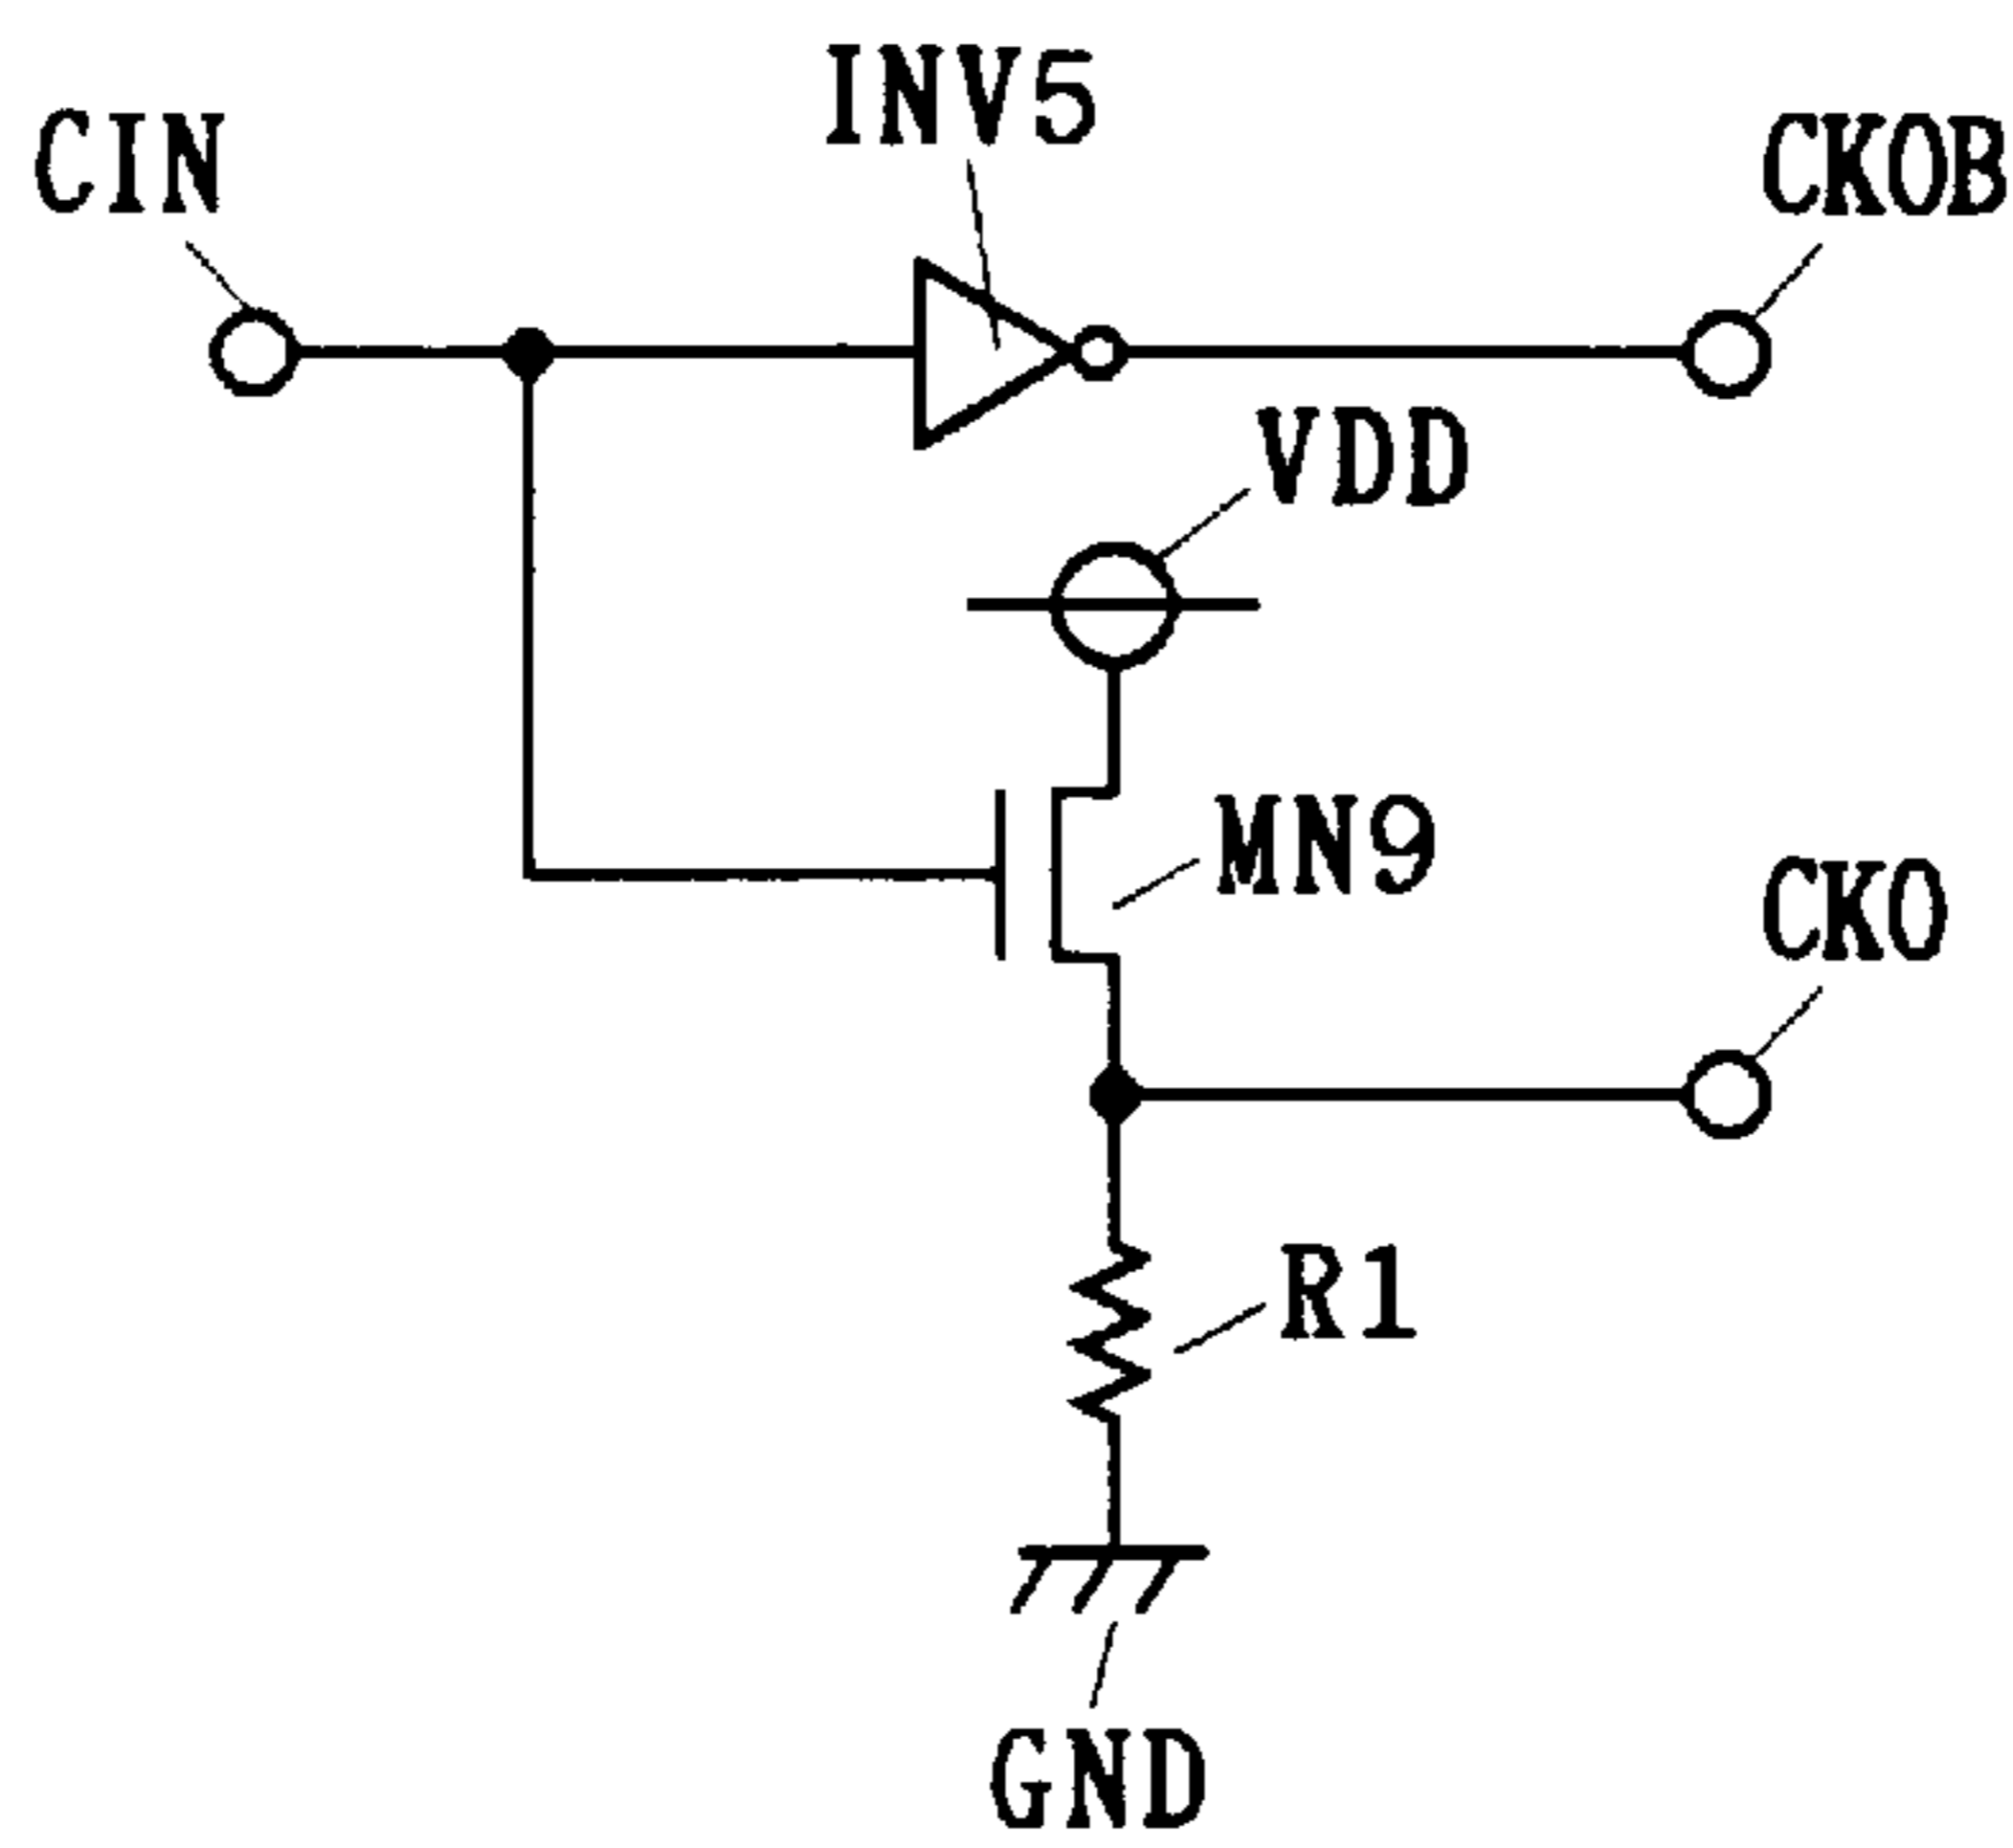 INV5
CIN
CKOB
VDD
MN9
CKO
R1
GND